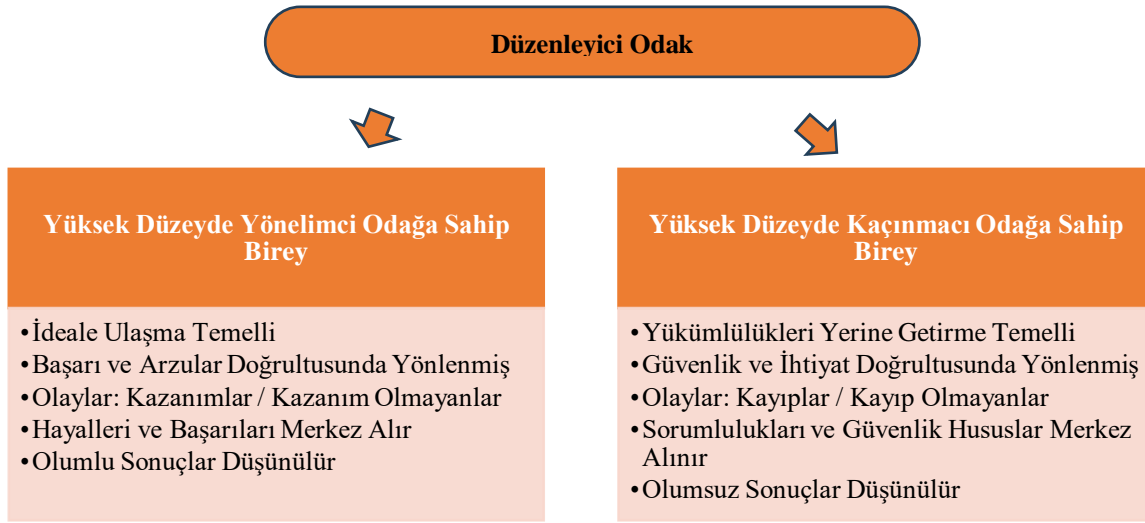 Düzenleyici Odak
Yüksek Düzeyde Yönelimci Odağa Sahip
Birey
•İdeale Ulaşma Temelli
•Başarı ve Arzular Doğrultusunda Yönlenmiş
•Olaylar: Kazanımlar / Kazanım Olmayanlar
•Hayalleri ve Başarıları Merkez Alır
•Olumlu Sonuçlar Düşünülür
Yüksek Düzeyde Kaçınmacı Odağa Sahip
Birey
•Yükümlülükleri Yerine Getirme Temelli
•Güvenlik ve İhtiyat Doğrultusunda Yönlenmiş
•Olaylar: Kayıplar / Kayıp Olmayanlar
•Sorumlulukları ve Güvenlik Hususlar Merkez
Alınır
•Olumsuz Sonuçlar Düşünülür